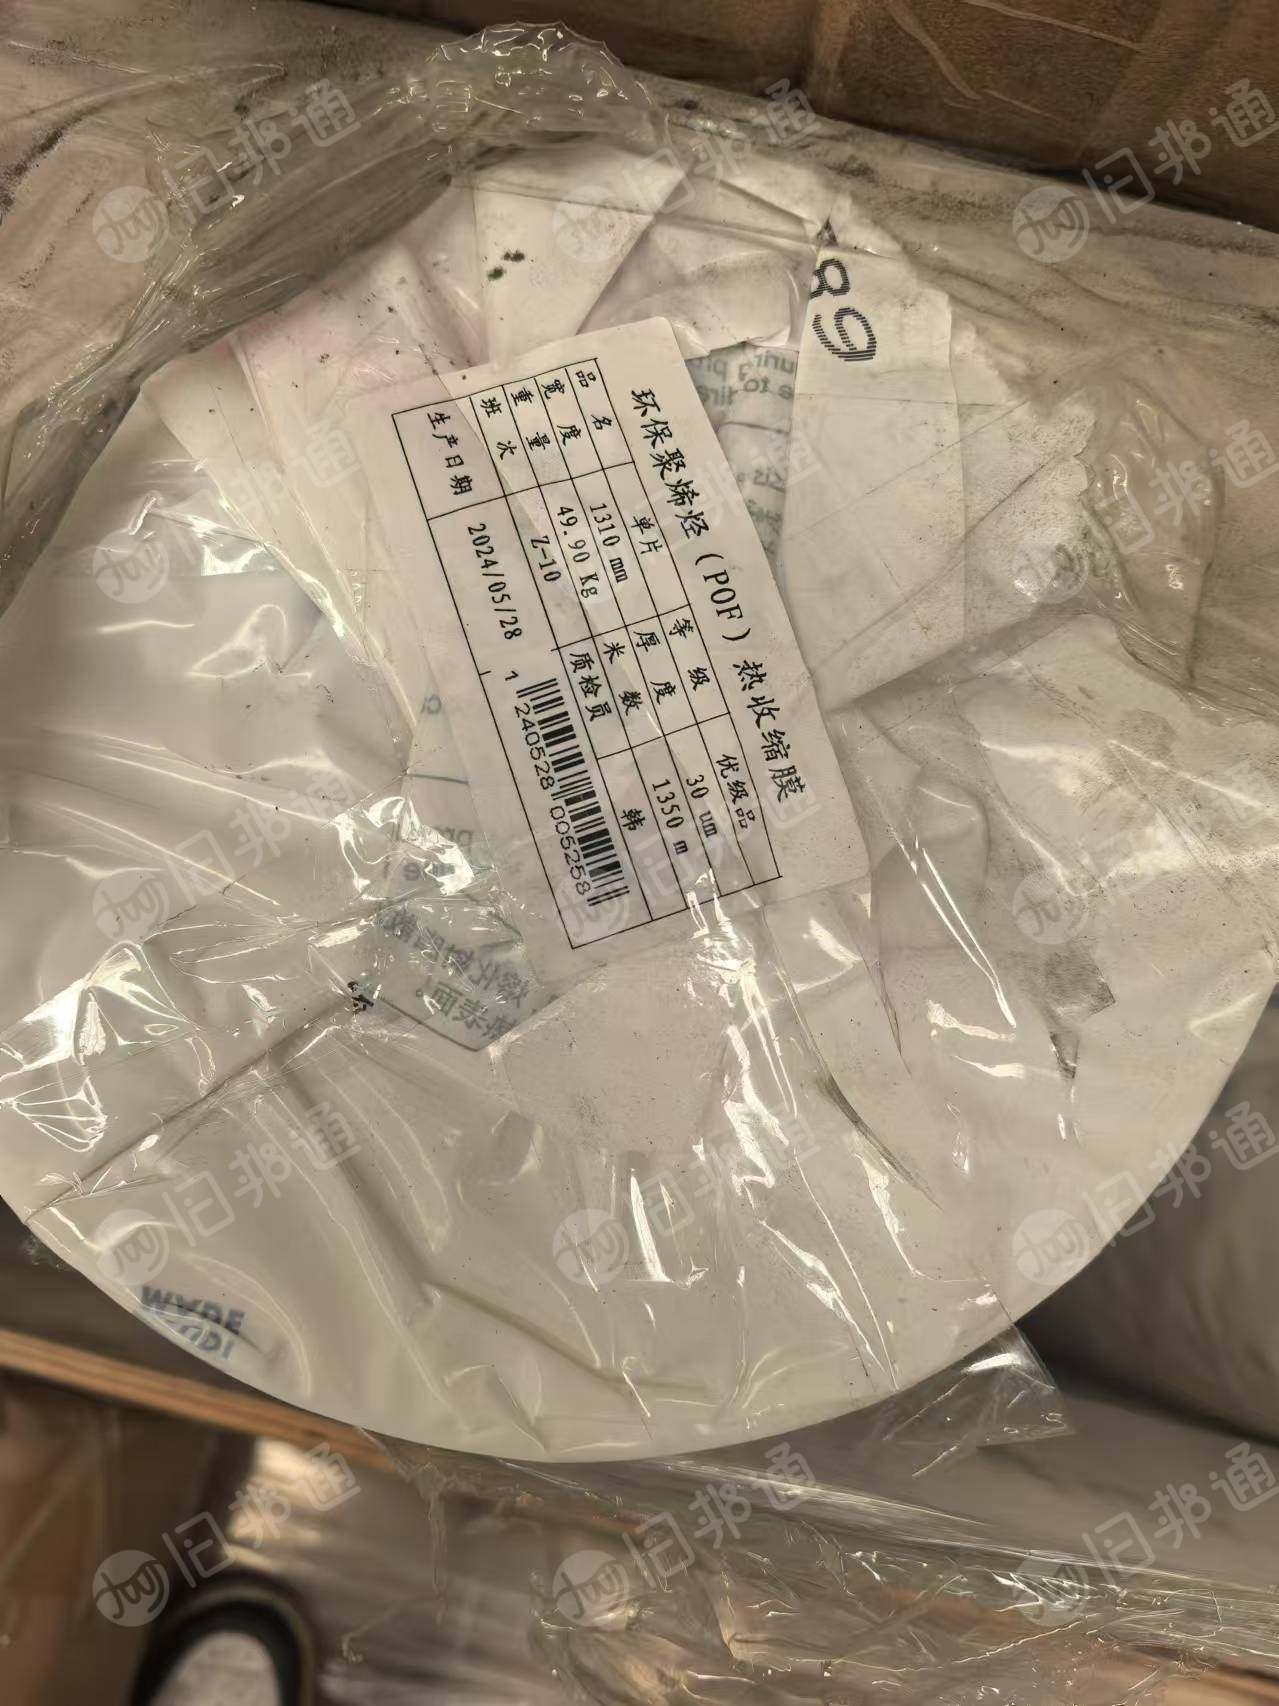 环保聚烯烃（POF）热收缩膜
品 名 单片 等 级 优级品
宽 度 1310 mm 厚 度 30 um
重 量 49.90 Kg 米 数 1350 m
班 次 Z-10 质检员 韩
生产日期 2024/05/28
1 240528 005258
89
MADE
旧邦通